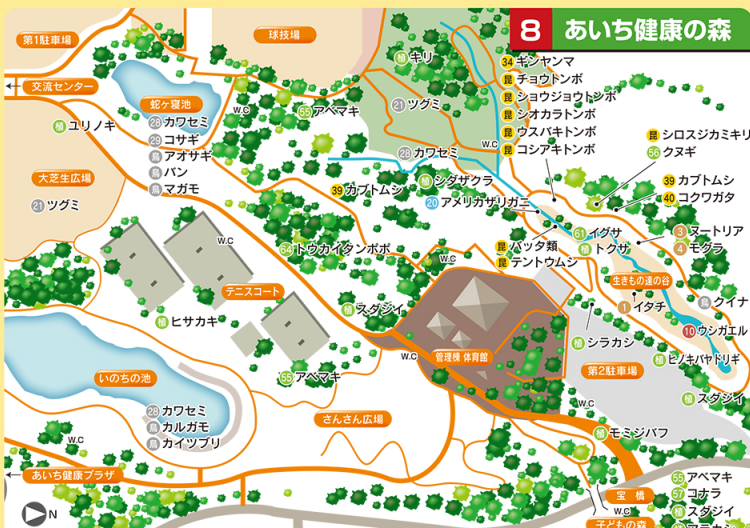 8 あいち健康の森
第1駐車場
球技場
交流センター
蛇ヶ寝池
W.C
28 カワセミ
29 コサギ
鳥 アオサギ
鳥 バン
鳥 マガモ
植 ユリノキ
大芝生広場
21 ツグミ
55 アベマキ
植 キリ
21 ツグミ
28 カワセミ
W.C
34 ギンヤンマ
昆 チョウトンボ
昆 ショウジョウトンボ
昆 シオカラトンボ
昆 ウスバキトンボ
昆 コシアキトンボ
昆 シロスジカミキリ
56 クヌギ
39 カブトムシ
植 シダザクラ
20 アメリカザリガニ
39 カブトムシ
40 コクワガタ
W.C
64 トウカイタンポポ
W.C
昆 バッタ類
昆 テントウムシ
61 イグサ
植 トクサ
3 ヌートリア
4 モグラ
生きもの達の谷
鳥 クイナ
1 イタチ
10 ウシガエル
テニスコート
植 ヒサカキ
植 スダジイ
W.C
管理棟 体育館
植 シラカシ
植 ヒノキバヤドリギ
第2駐車場
植 スダジイ
いのちの池
55 アベマキ
28 カワセミ
鳥 カルガモ
鳥 カイツブリ
さんさん広場
W.C
植 モミジバフ
W.C
あいち健康プラザ
N
宝橋
W.C
子どもの森
55 アベマキ
57 コナラ
植 スダジイ